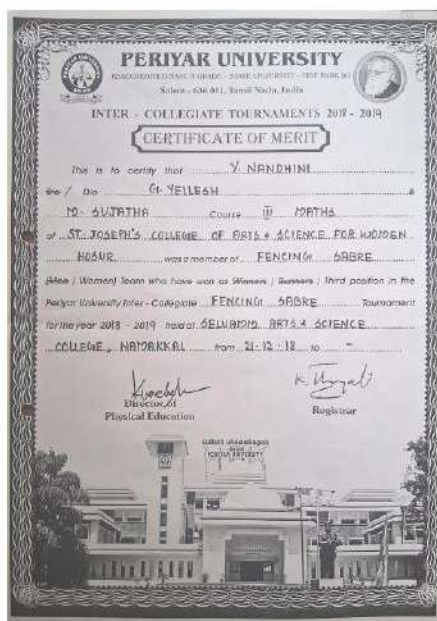 PERIYAR UNIVERSITY
Salem - 636 011, Tamil Nadu, India
INTER - COLLEGIATE TOURNAMENTS 2018 - 2019
CERTIFICATE OF MERIT
This is to certify that Y. NANDHINI
S/o / D/o G. YELLESH &
M. SUJATHA Course III MATHS
of ST. JOSEPH'S COLLEGE OF ARTS & SCIENCE FOR WOMEN
HOSUR was a member of FENCING SABRE
(Men / Women) Team who have won as Winners / Runners / Third position in the
Periyar University Inter - Collegiate FENCING SABRE Tournament
for the year 2018 - 2019 held at SELVAMM ARTS & SCIENCE
COLLEGE, NAMAKKAL from 21-12-18 to -
Director of
Physical Education
Registrar
PERIYAR UNIVERSITY